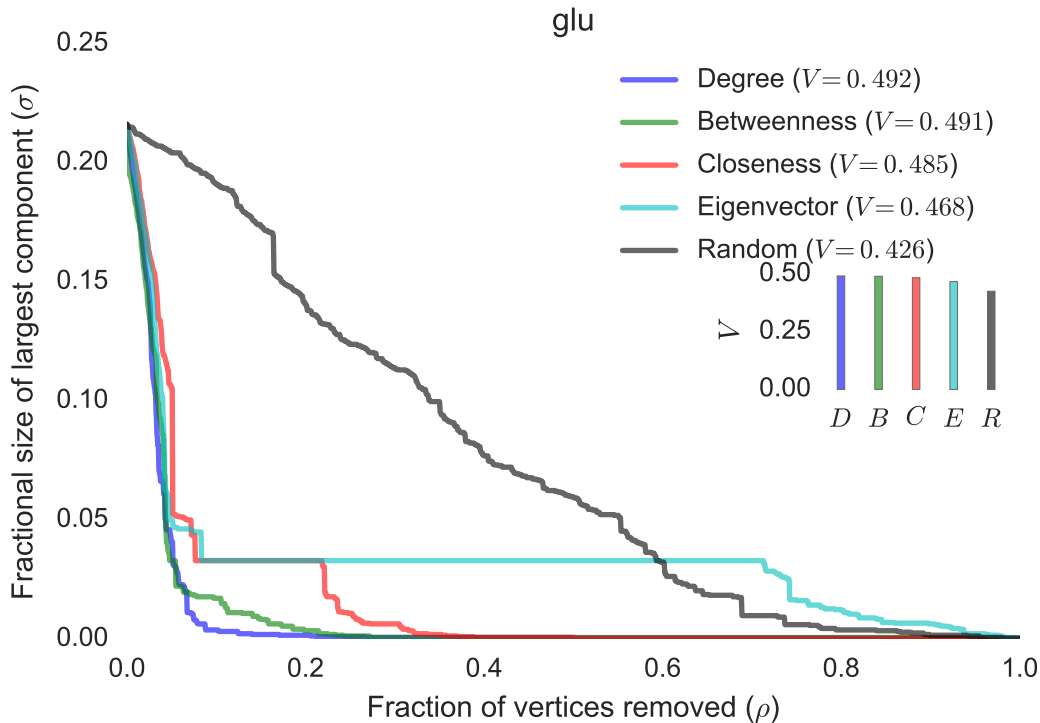 glu
0.25
0.20
0.15
0.10
0.05
0.00
Fractional size of largest component (σ)
Degree (V=0.492)
Betweenness (V=0.491)
Closeness (V=0.485)
Eigenvector (V=0.468)
Random (V=0.426)
0.50
0.25
0.00
V
D B C E R
0.0 0.2 0.4 0.6 0.8 1.0
Fraction of vertices removed (ρ)